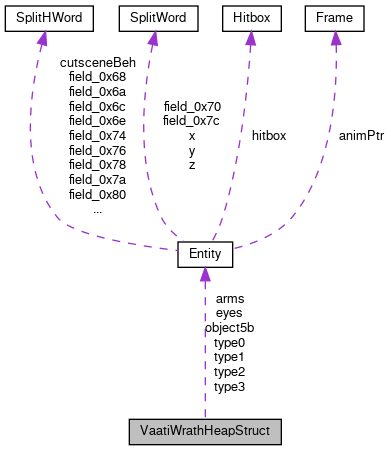 SplitHWord
SplitWord
Hitbox
Frame
cutsceneBeh
field_0x68
field_0x6a
field_0x6c
field_0x6e
field_0x74
field_0x76
field_0x78
field_0x7a
field_0x80
...
field_0x70
field_0x7c
x
y
z
hitbox
animPtr
Entity
arms
eyes
object5b
type0
type1
type2
type3
VaatiWrathHeapStruct